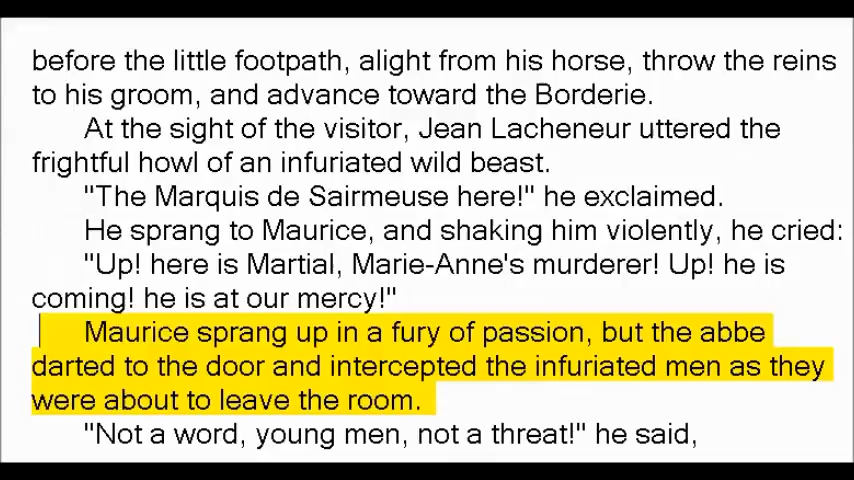 before the little footpath, alight from his horse, throw the reins
to his groom, and advance toward the Borderie.
At the sight of the visitor, Jean Lacheneur uttered the
frightful howl of an infuriated wild beast.
"The Marquis de Sairmeuse here!" he exclaimed.
He sprang to Maurice, and shaking him violently, he cried:
"Up! here is Martial, Marie-Anne's murderer! Up! he is
coming! he is at our mercy!"
Maurice sprang up in a fury of passion, but the abbe
darted to the door and intercepted the infuriated men as they
were about to leave the room.
"Not a word, young men, not a threat!" he said,